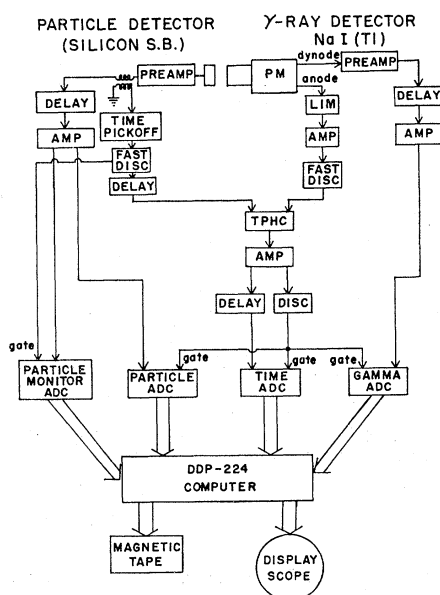 PARTICLE DETECTOR
(SILICON S.B.)
γ-RAY DETECTOR
NaI (Tl)
PREAMP
PM
dynode
anode
PREAMP
DELAY
AMP
TIME
PICKOFF
FAST
DISC
DELAY
LIM
AMP
FAST
DISC
DELAY
AMP
TPHC
AMP
DELAY
DISC
gate
gate
gate
gate
PARTICLE
MONITOR
ADC
PARTICLE
ADC
TIME
ADC
GAMMA
ADC
DDP-224
COMPUTER
MAGNETIC
TAPE
DISPLAY
SCOPE